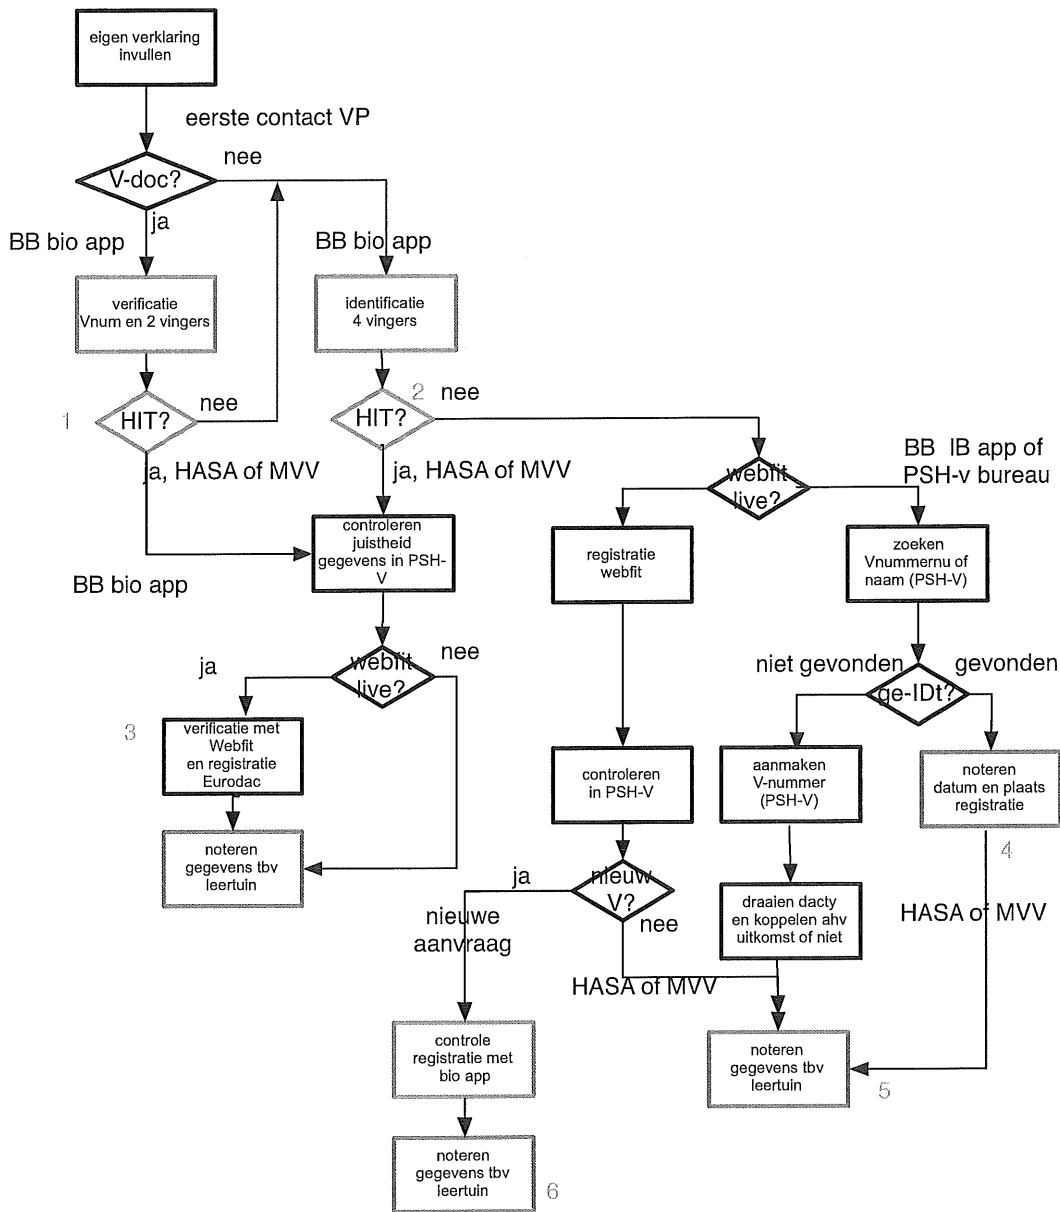 eigen verklaring
invullen
eerste contact VP
nee
V-doc?
ja
BB bio app
BB bio app
verificatie
Vnum en 2 vingers
identificatie
4 vingers
1
HIT?
nee
2
HIT?
nee
ja, HASA of MVV
ja, HASA of MVV
BB IB app of
PSH-v bureau
webfit
live?
controleren
juistheid
gegevens in PSH-
V
registratie
webfit
zoeken
Vnummernu of
naam (PSH-V)
BB bio app
ja
webfit
live?
nee
niet gevonden
gevonden
ge-IDt?
3
verificatie met
Webfit
en registratie
Eurodac
controleren
in PSH-V
aanmaken
V-nummer
(PSH-V)
noteren
datum en plaats
registratie
4
noteren
gegevens tbv
leertuin
ja
nieuw
V?
nee
nieuwe
aanvraag
draaien dacty
en koppelen ahv
uitkomst of niet
HASA of MVV
HASA of MVV
controle
registratie met
bio app
noteren
gegevens tbv
leertuin
5
noteren
gegevens tbv
leertuin
6